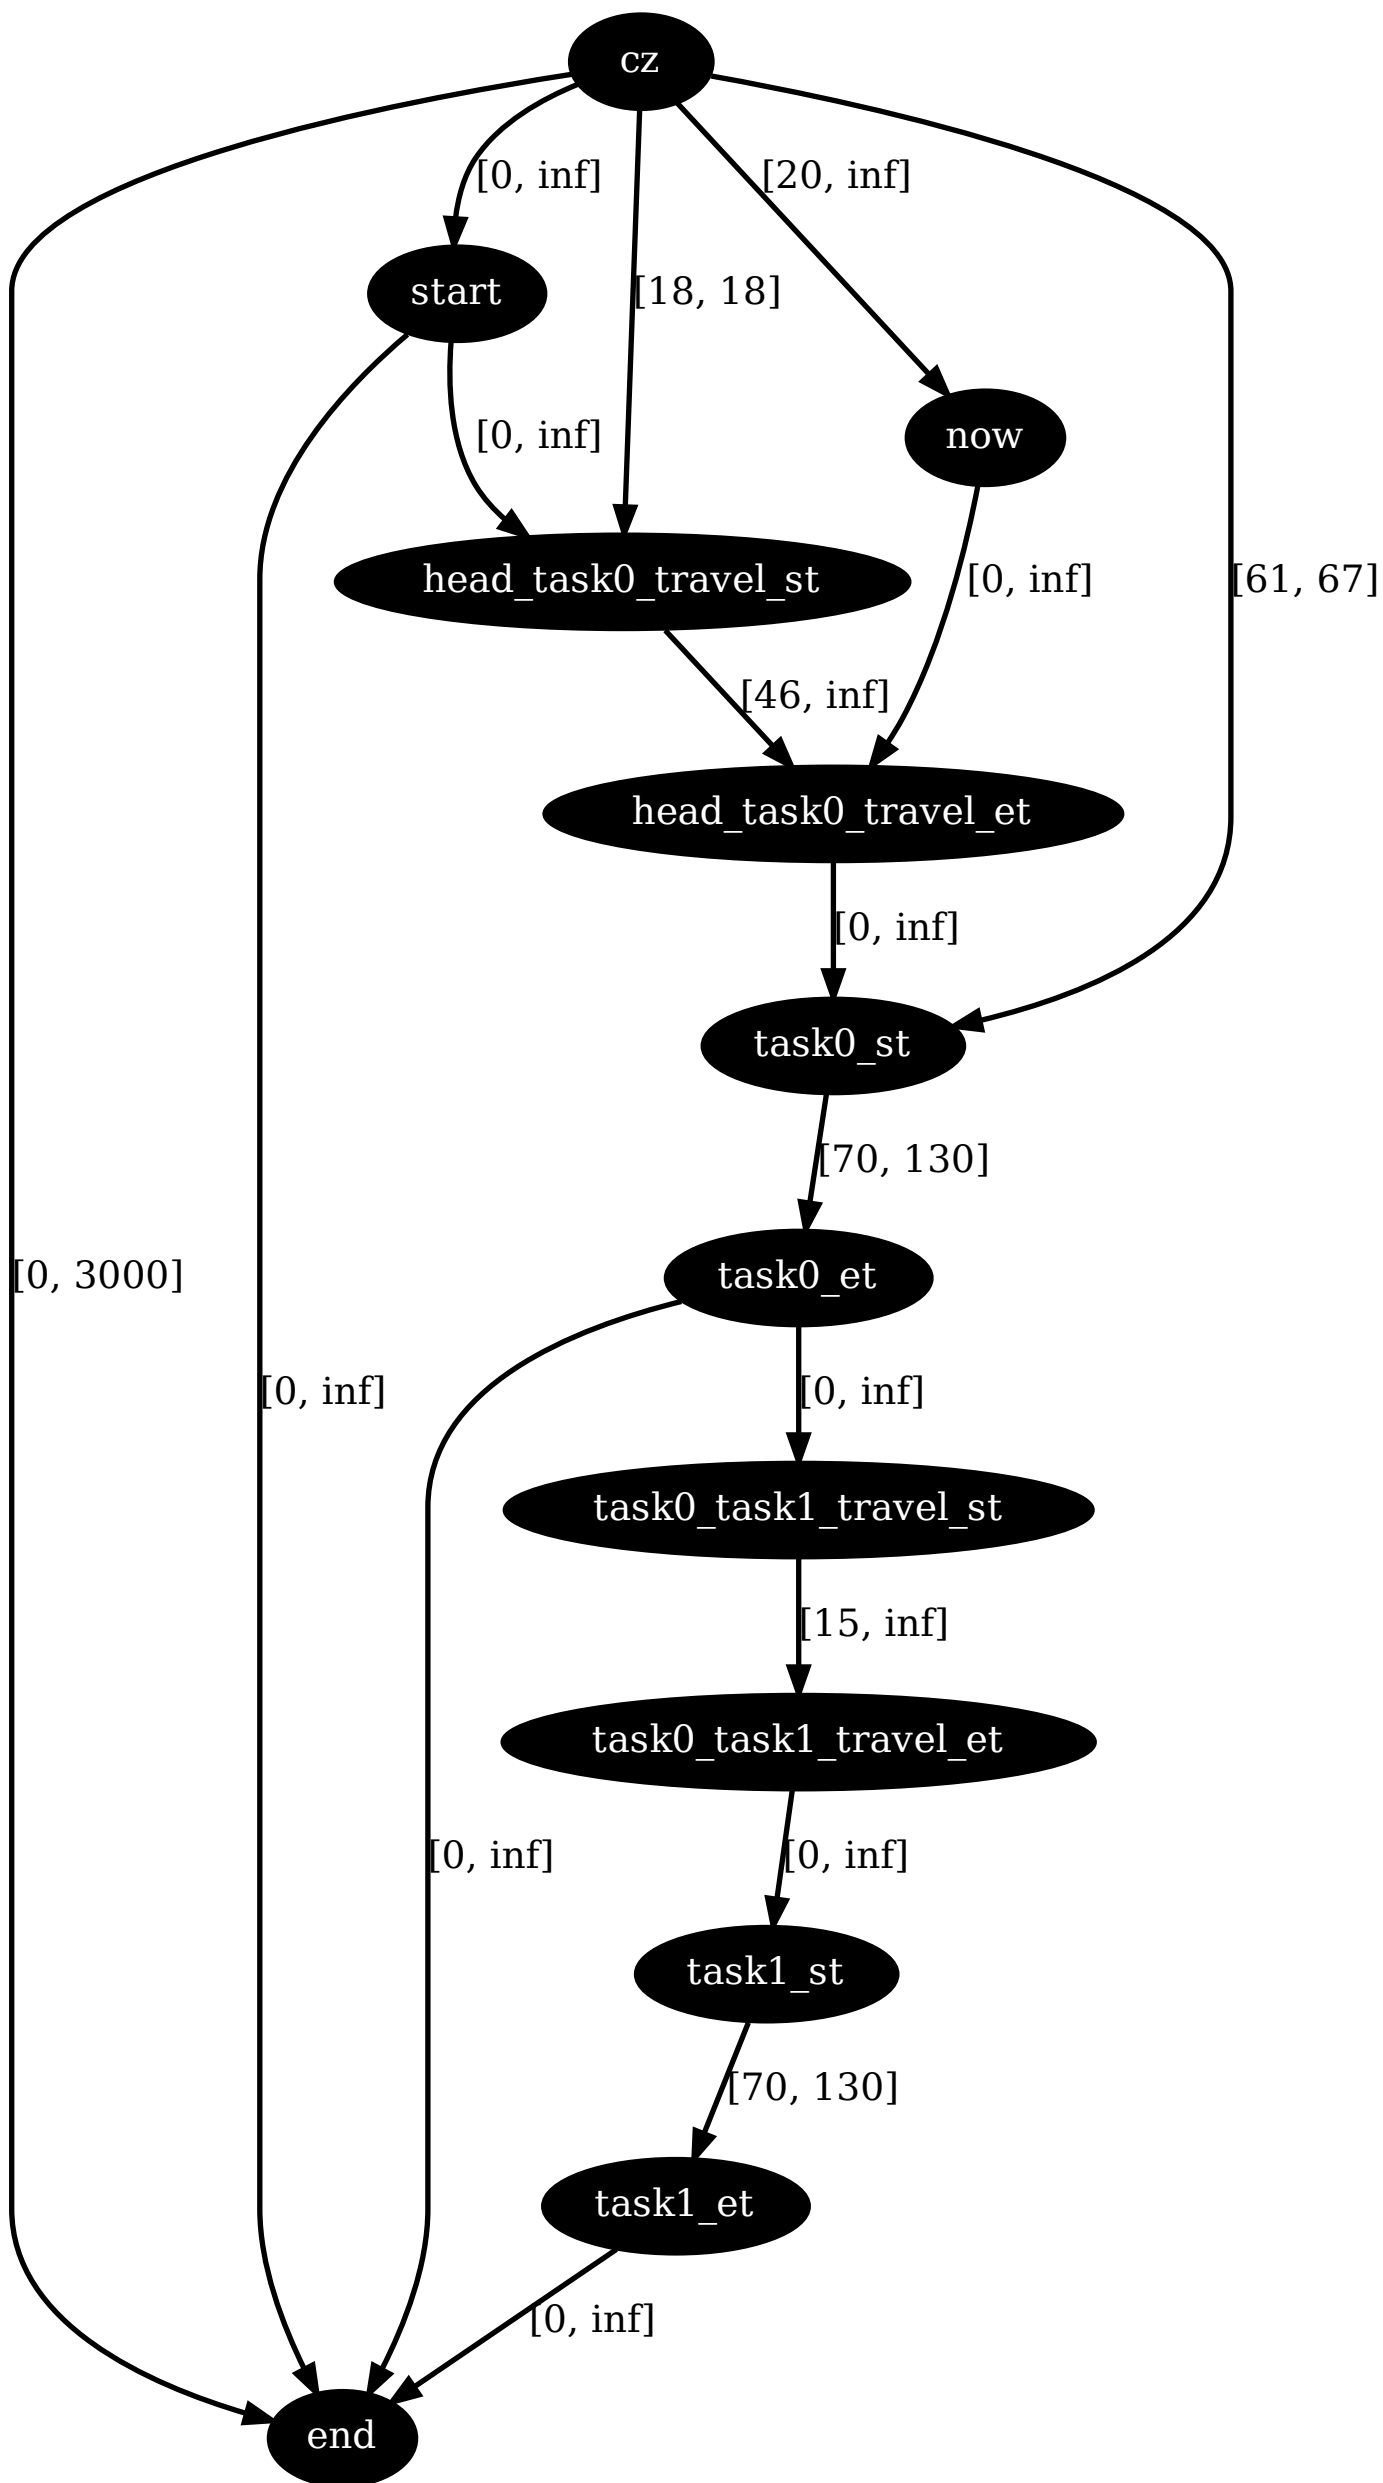 cz
[0, inf]
[20, inf]
start
[18, 18]
now
[0, inf]
head_task0_travel_st
[0, inf]
[61, 67]
[46, inf]
head_task0_travel_et
[0, inf]
task0_st
[70, 130]
task0_et
[0, 3000]
[0, inf]
[0, inf]
task0_task1_travel_st
[15, inf]
task0_task1_travel_et
[0, inf]
[0, inf]
task1_st
[70, 130]
task1_et
[0, inf]
end